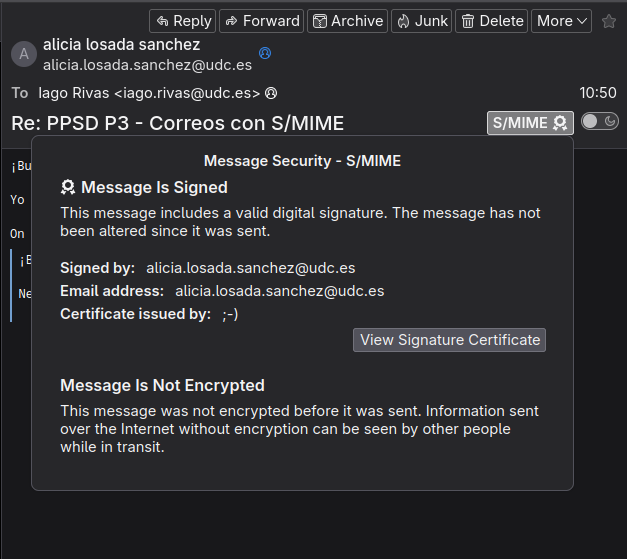 Reply Forward Archive Junk Delete More
A
alicia losada sanchez
alicia.losada.sanchez@udc.es
To Iago Rivas <iago.rivas@udc.es> 10:50
Re: PPSD P3 - Correos con S/MIME S/MIME
¡Bu
Yo
On
¡B
Ne
Message Security - S/MIME
Message Is Signed
This message includes a valid digital signature. The message has not
been altered since it was sent.
Signed by: alicia.losada.sanchez@udc.es
Email address: alicia.losada.sanchez@udc.es
Certificate issued by: ;-)
View Signature Certificate
Message Is Not Encrypted
This message was not encrypted before it was sent. Information sent
over the Internet without encryption can be seen by other people
while in transit.